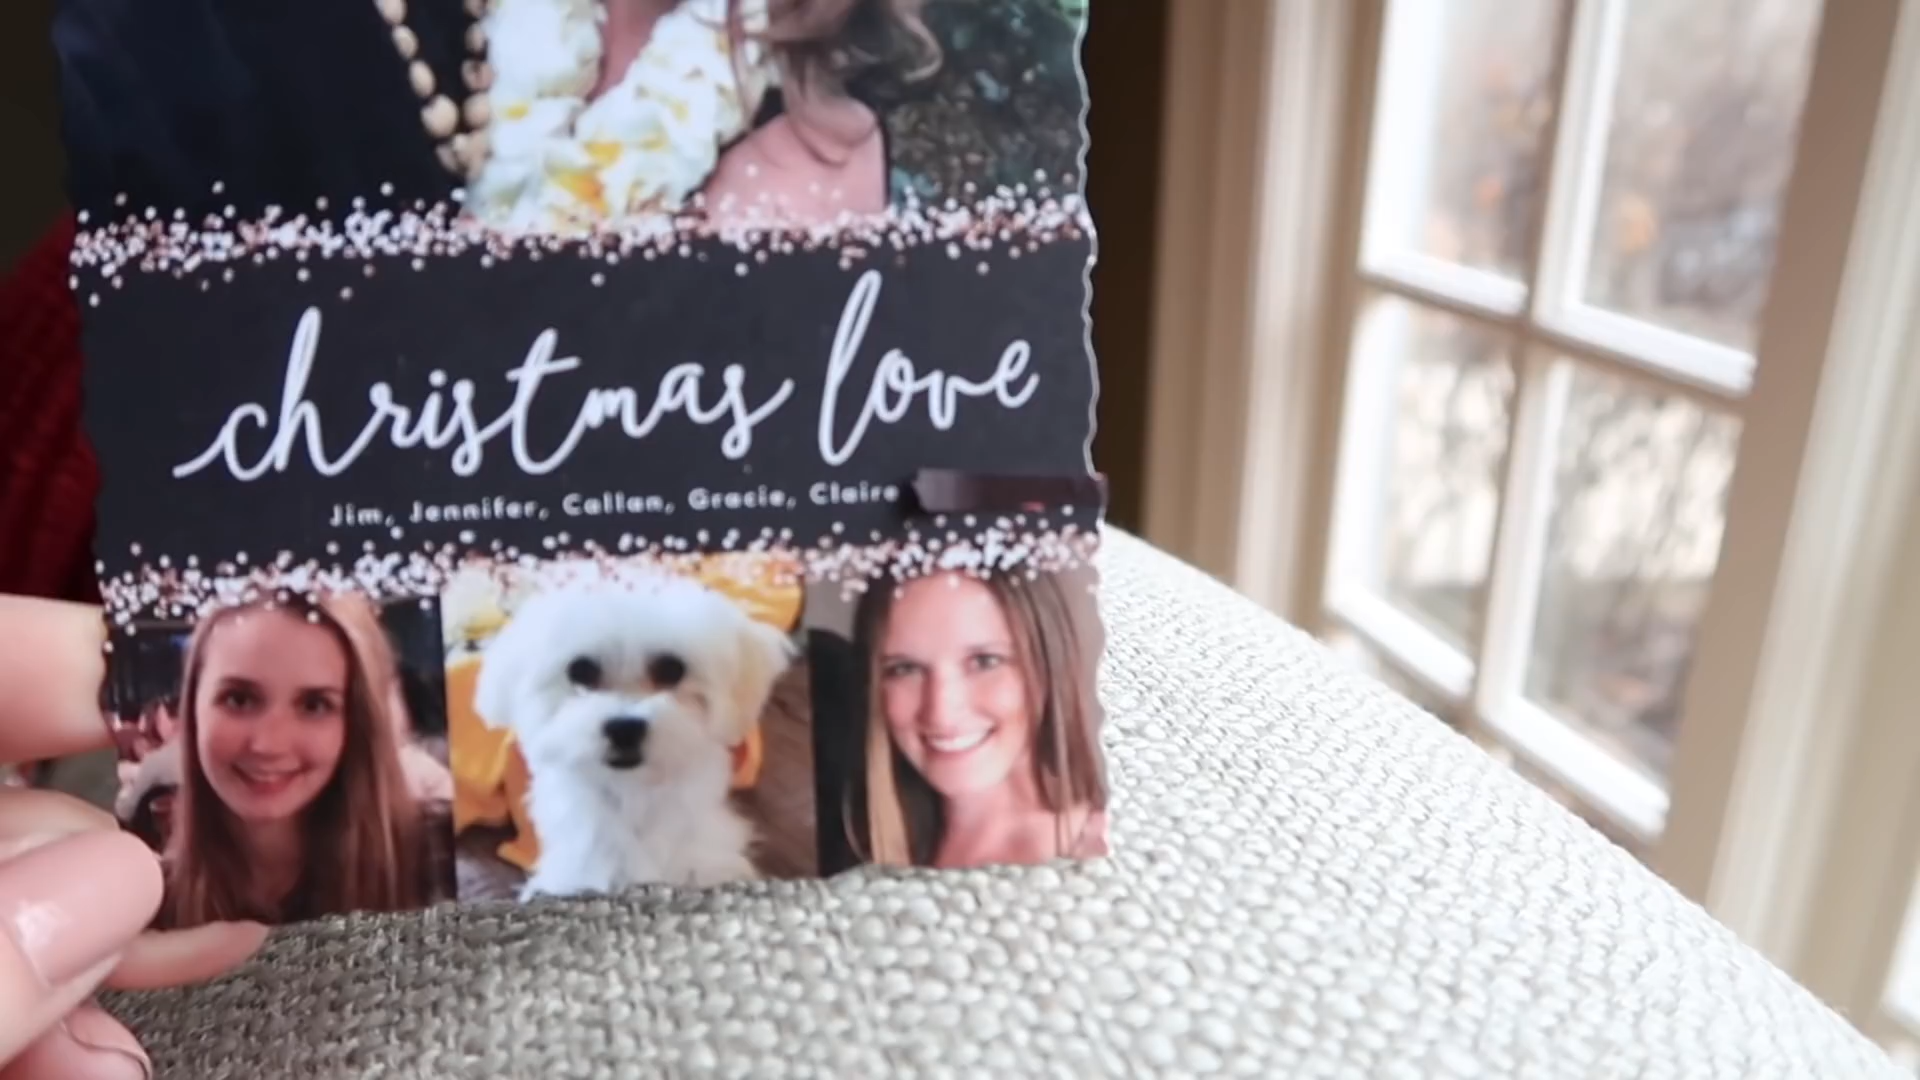 christmas love
Jim, Jennifer, Callan, Gracie, Claire